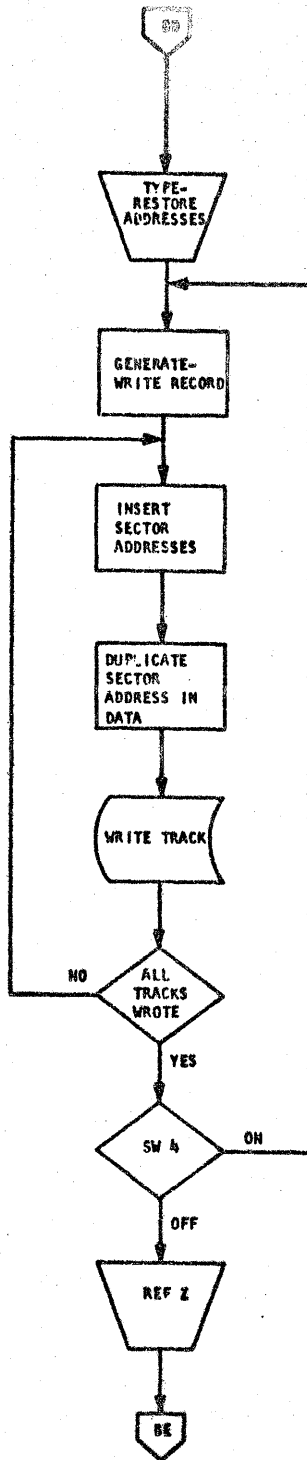 TYPE-
RESTORE
ADDRESSES
GENERATE-
WRITE RECORD
INSERT
SECTOR
ADDRESSES
DUPLICATE
SECTOR
ADDRESS IN
DATA
WRITE TRACK
NO
ALL
TRACKS
WROTE
YES
SW 4
ON
OFF
REF Z
BE